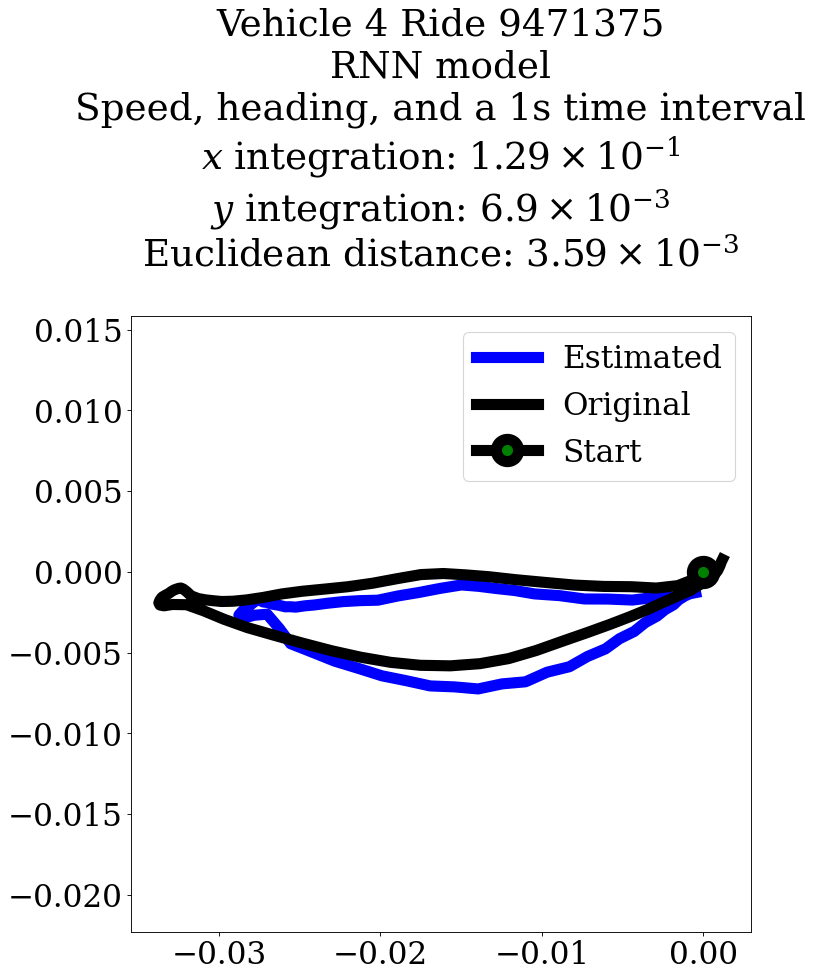 Vehicle 4 Ride 9471375
RNN model
Speed, heading, and a 1s time interval
x integration: 1.29 × 10⁻¹
y integration: 6.9 × 10⁻³
Euclidean distance: 3.59 × 10⁻³
0.015
0.010
0.005
0.000
−0.005
−0.010
−0.015
−0.020
Estimated
Original
Start
−0.03 −0.02 −0.01 0.00